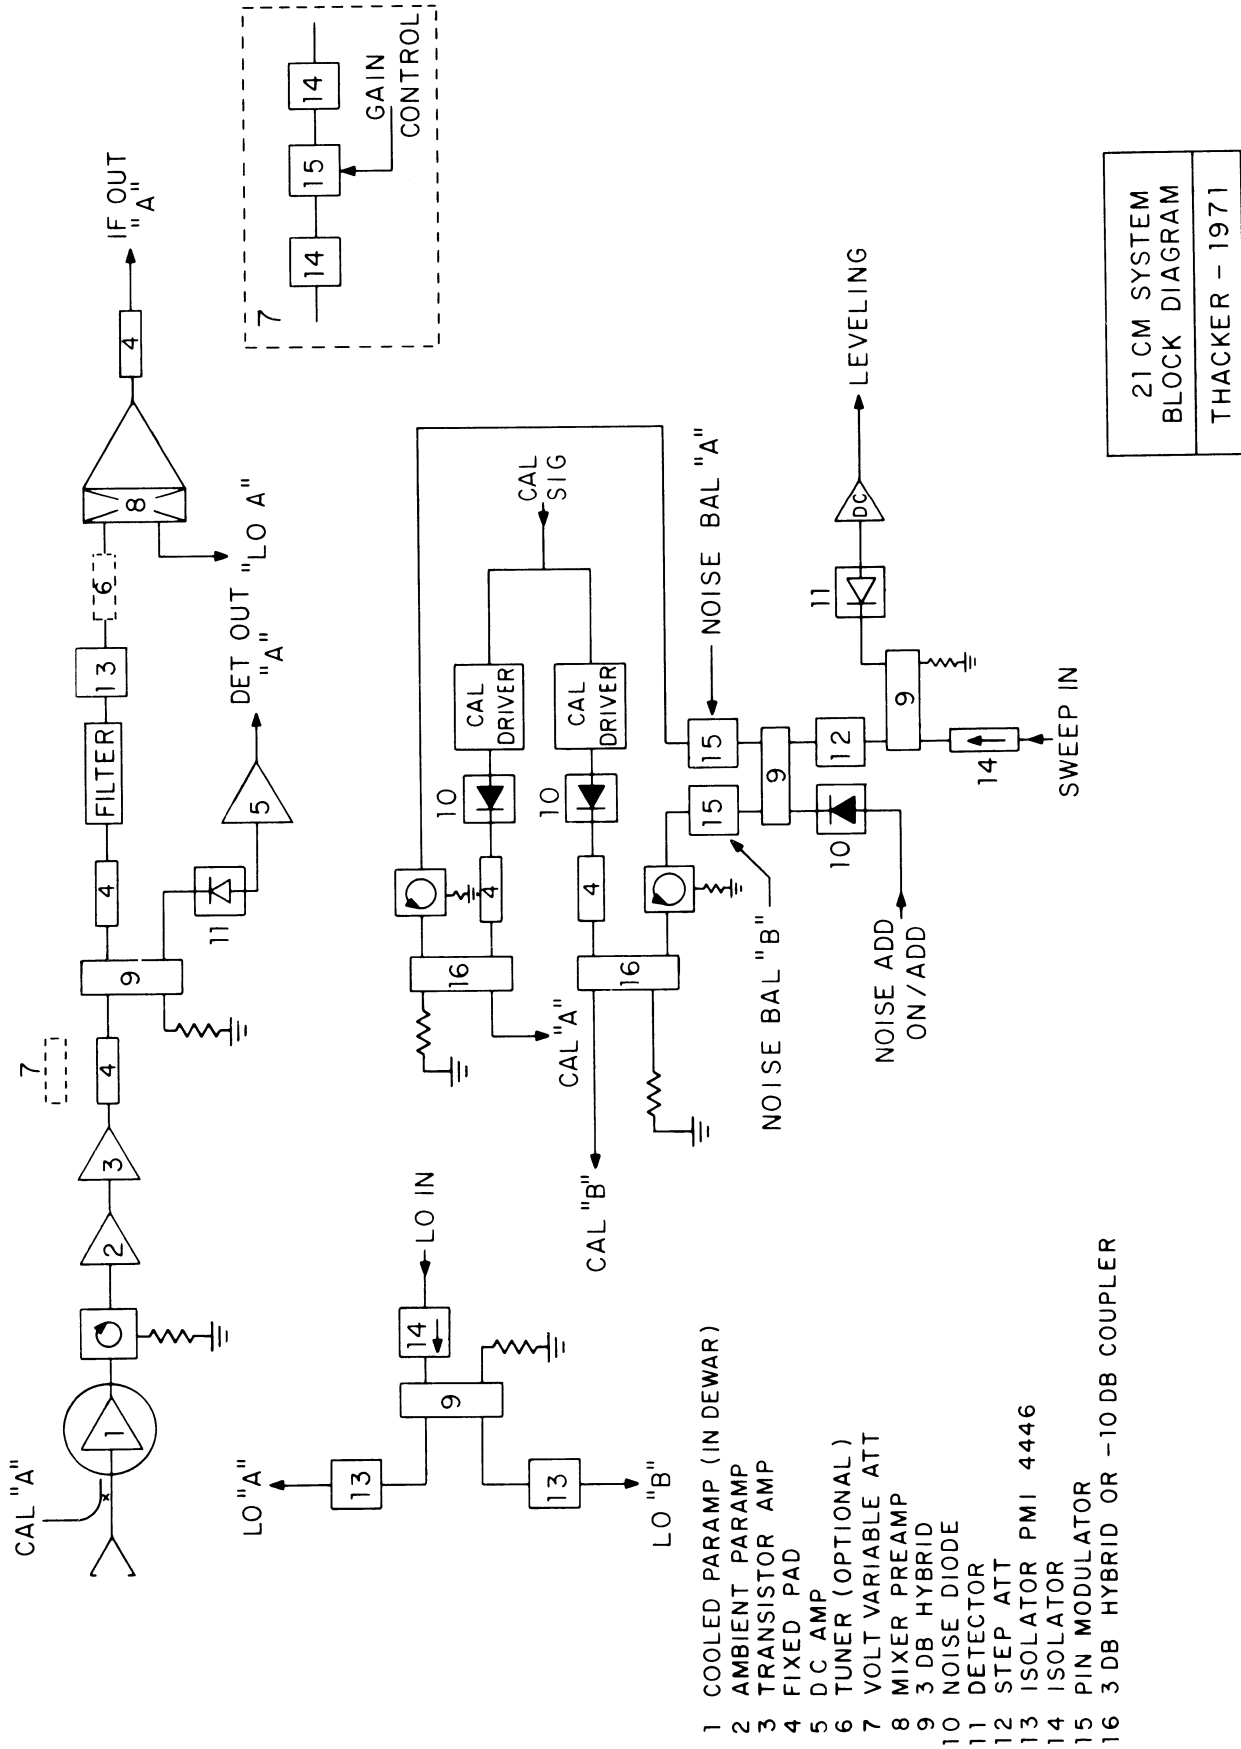 CAL "A"
1
2
3
7
4
9
4
FILTER
13
6
8
4
IF OUT
"A"
11
5
DET OUT
"A"
"LO A"
7
14
15
14
GAIN
CONTROL
LO "A"
13
9
14
LO IN
13
LO "B"
CAL "A"
16
4
10
CAL
DRIVER
CAL
SIG
CAL "B"
16
4
10
CAL
DRIVER
NOISE BAL "B"
15
15
NOISE BAL "A"
9
NOISE ADD
ON/ADD
10
12
9
11
DC
LEVELING
14
SWEEP IN
1 COOLED PARAMP (IN DEWAR)
2 AMBIENT PARAMP
3 TRANSISTOR AMP
4 FIXED PAD
5 DC AMP
6 TUNER (OPTIONAL)
7 VOLT VARIABLE ATT
8 MIXER PREAMP
9 3 DB HYBRID
10 NOISE DIODE
11 DETECTOR
12 STEP ATT
13 ISOLATOR PMI 4446
14 ISOLATOR
15 PIN MODULATOR
16 3 DB HYBRID OR -10 DB COUPLER
21 CM SYSTEM
BLOCK DIAGRAM
THACKER - 1971